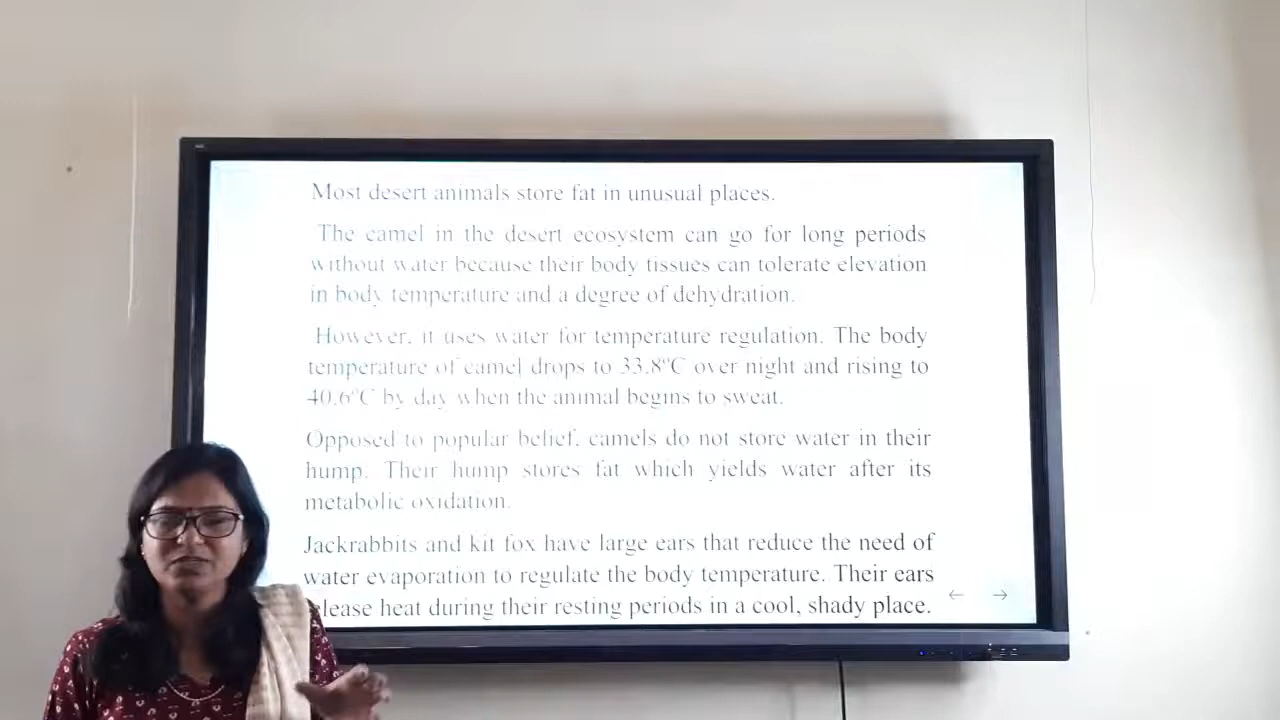 Most desert animals store fat in unusual places.
The camel in the desert ecosystem can go for long periods
without water because their body tissues can tolerate elevation
in body temperature and a degree of dehydration.
However, it uses water for temperature regulation. The body
temperature of camel drops to 33.8ºC over night and rising to
40.6ºC by day when the animal begins to sweat.
Opposed to popular belief, camels do not store water in their
hump. Their hump stores fat which yields water after its
metabolic oxidation.
Jackrabbits and kit fox have large ears that reduce the need of
water evaporation to regulate the body temperature. Their ears
heat during their resting periods in a cool, shady place.